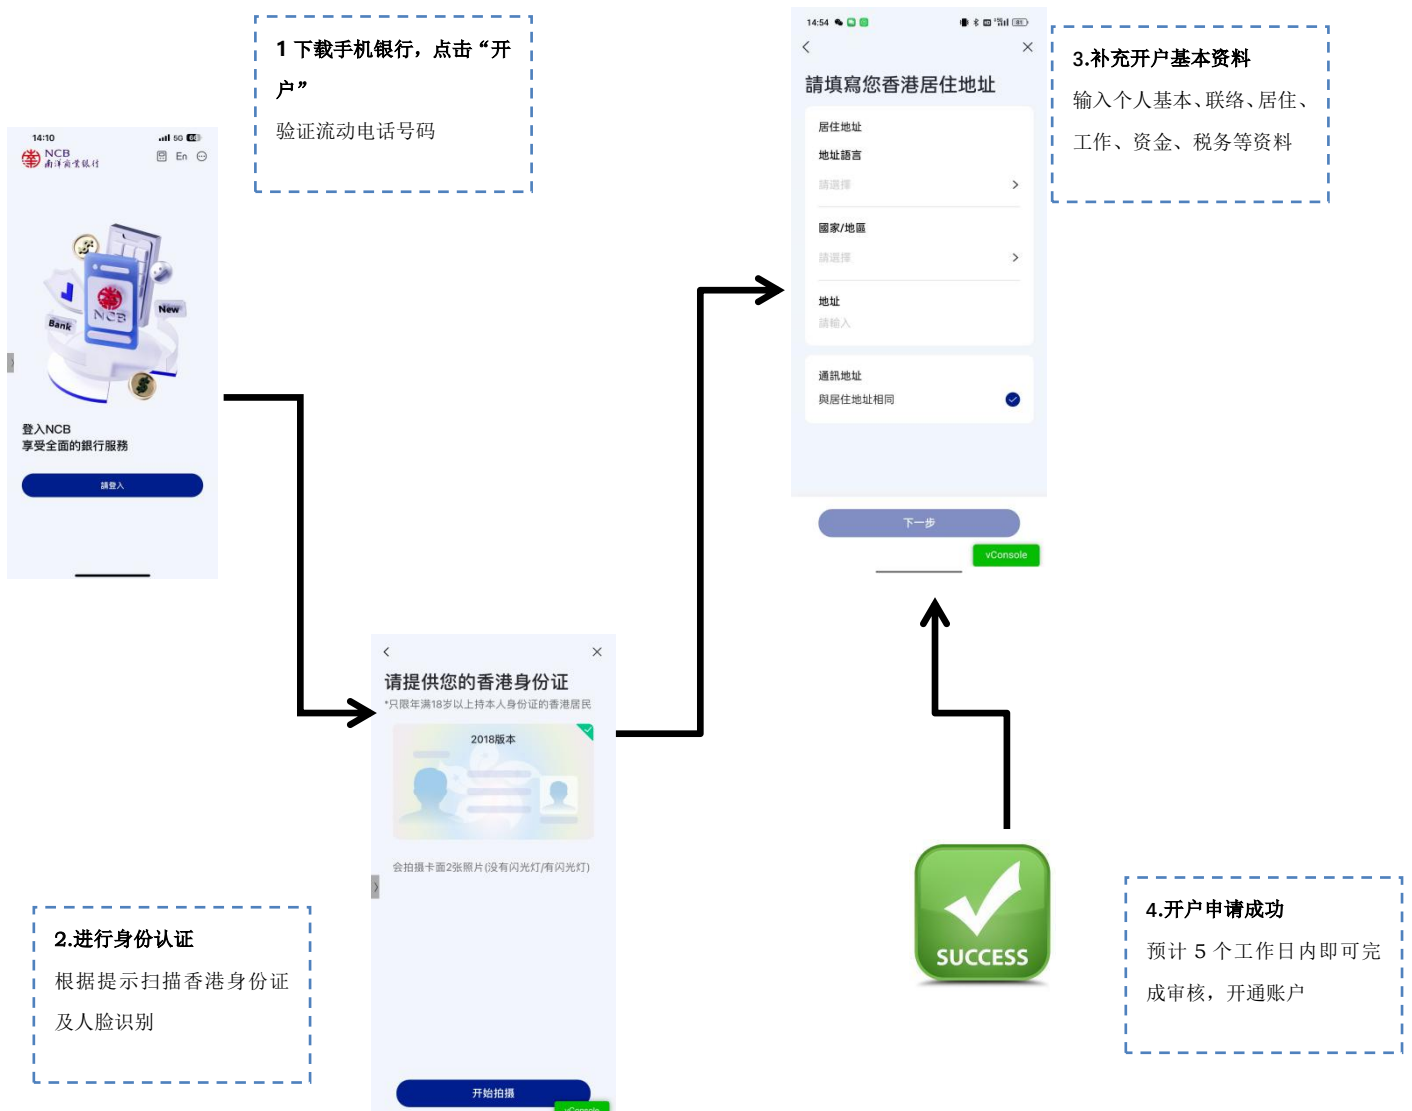 1 下载手机银行，点击“开
户”
验证流动电话号码
14:10
5G
NCB
南洋商業銀行
En
New
Bank
NCB
登入NCB
享受全面的銀行服務
請登入
2.进行身份认证
根据提示扫描香港身份证
及人脸识别
请提供您的香港身份证
*只限年满18岁以上持本人身份证的香港居民
2018版本
会拍摄卡面2张照片(没有闪光灯/有闪光灯)
开始拍摄
vConsole
14:54
請填寫您香港居住地址
居住地址
地址語言
請選擇
國家/地區
請選擇
地址
請輸入
通訊地址
與居住地址相同
下一步
vConsole
3.补充开户基本资料
输入个人基本、联络、居住、
工作、资金、税务等资料
SUCCESS
4.开户申请成功
预计 5 个工作日内即可完
成审核，开通账户